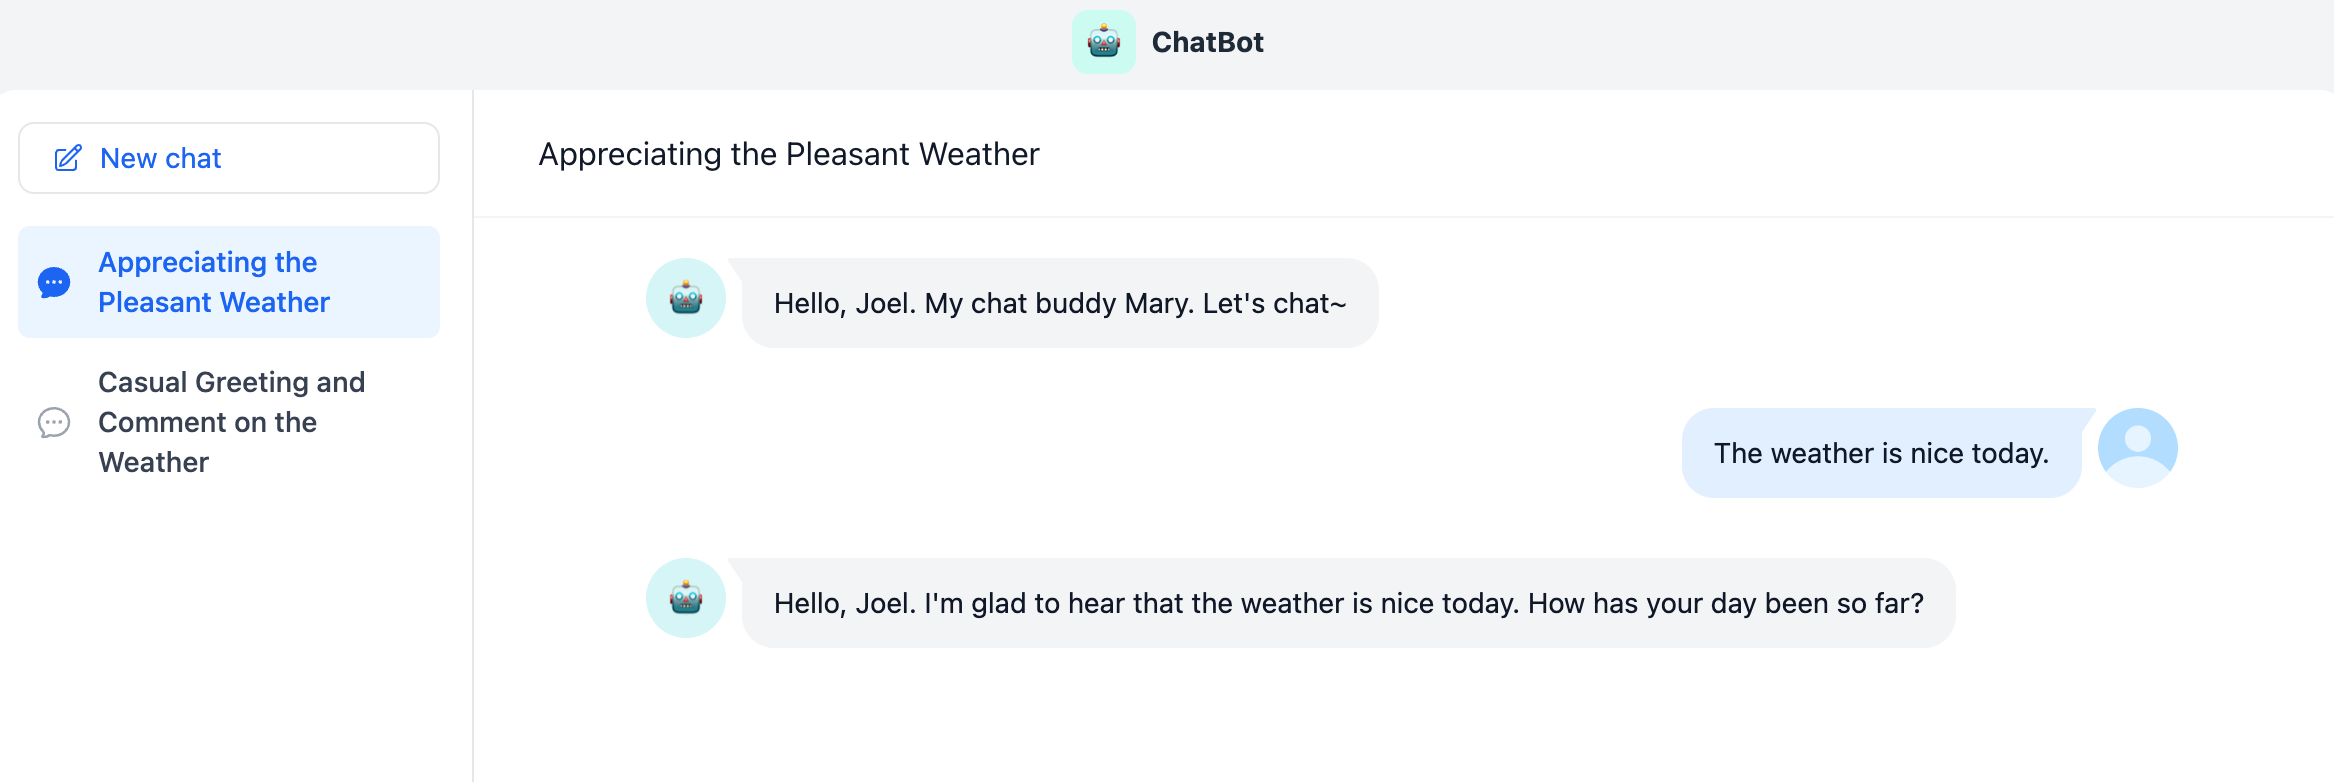 ChatBot
New chat
Appreciating the
Pleasant Weather
Casual Greeting and
Comment on the
Weather
Appreciating the Pleasant Weather
Hello, Joel. My chat buddy Mary. Let's chat~
The weather is nice today.
Hello, Joel. I'm glad to hear that the weather is nice today. How has your day been so far?